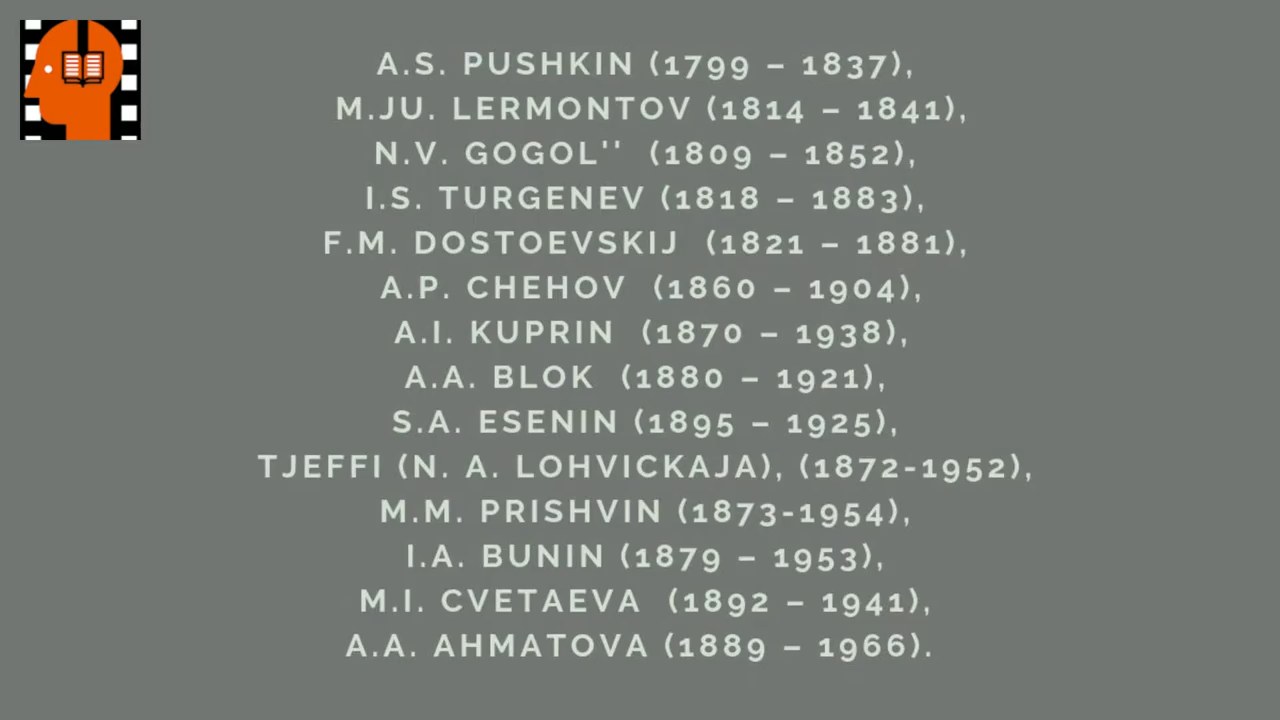 A.S. PUSHKIN (1799 – 1837),
M.JU. LERMONTOV (1814 – 1841),
N.V. GOGOL''  (1809 – 1852),
I.S. TURGENEV (1818 – 1883),
F.M. DOSTOEVSKIJ  (1821 – 1881),
A.P. CHEHOV  (1860 – 1904),
A.I. KUPRIN  (1870 – 1938),
A.A. BLOK  (1880 – 1921),
S.A. ESENIN (1895 – 1925),
TJEFFI (N. A. LOHVICKAJA), (1872-1952),
M.M. PRISHVIN (1873-1954),
I.A. BUNIN (1879 – 1953),
M.I. CVETAEVA  (1892 – 1941),
A.A. AHMATOVA (1889 – 1966).